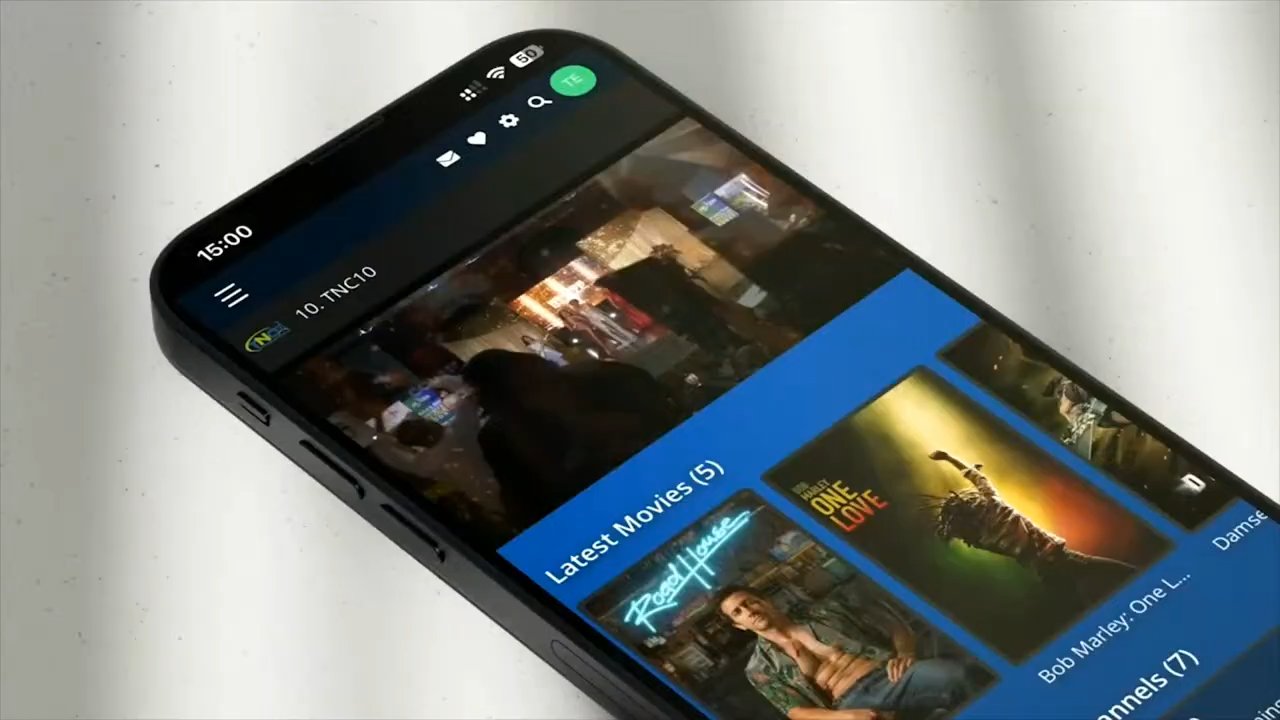 50
TE
15:00
10. TNC10
Latest Movies (5)
Road House
BOB
MARLEY
ONE
LOVE
Bob Marley: One L...
Damse
annels (7)